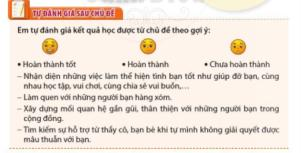 TỰ ĐÁNH GIÁ SAU CHỦ ĐỀ
Em tự đánh giá kết quả học được từ chủ đề theo gợi ý:
• Hoàn thành tốt • Hoàn thành • Chưa hoàn thành
– Nhận diện những việc làm thể hiện tình bạn tốt như giúp đỡ bạn, cùng
nhau học tập, vui chơi, cùng chia sẻ vui buồn,...
– Làm quen với những người bạn hàng xóm.
– Xây dựng mối quan hệ gần gũi, thân thiện với những người bạn trong
cộng đồng.
– Tìm kiếm sự hỗ trợ từ thầy cô, bạn bè khi tự mình không giải quyết được
mâu thuẫn với bạn.